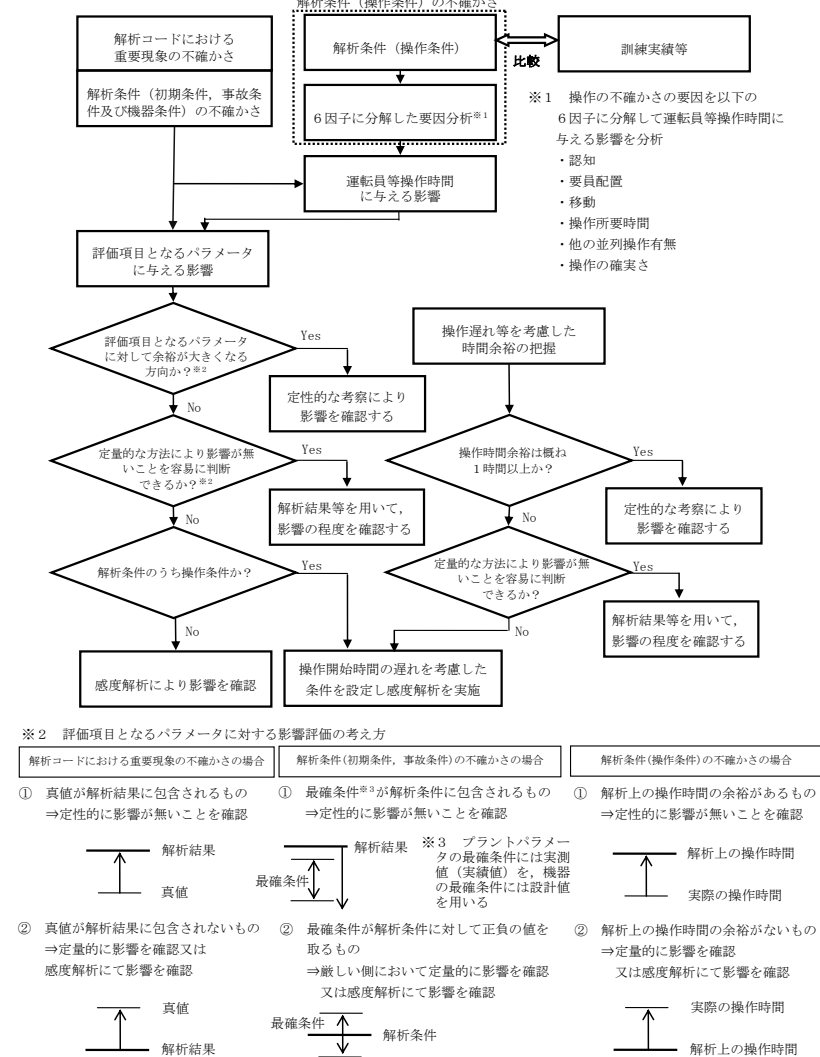 解析条件（操作条件）の不確かさ
解析コードにおける
重要現象の不確かさ
解析条件（初期条件，事故条
件及び機器条件）の不確かさ
解析条件（操作条件）
６因子に分解した要因分析※１
比較
訓練実績等
※１　操作の不確かさの要因を以下の
６因子に分解して運転員等操作時間に
与える影響を分析
・認知
・要員配置
・移動
・操作所要時間
・他の並列操作有無
・操作の確実さ
運転員等操作時間
に与える影響
評価項目となるパラメータ
に与える影響
評価項目となるパラメータ
に対して余裕が大きくなる
方向か？※２
Yes
定性的な考察により
影響を確認する
No
定量的な方法により影響が無
いことを容易に判断
できるか？※２
Yes
解析結果等を用いて，
影響の程度を確認する
No
解析条件のうち操作条件か？
Yes
No
感度解析により影響を確認
操作遅れ等を考慮した
時間余裕の把握
操作時間余裕は概ね
１時間以上か？
Yes
定性的な考察により
影響を確認する
No
定量的な方法により影響が無
いことを容易に判断
できるか？
Yes
解析結果等を用いて，
影響の程度を確認する
No
操作開始時間の遅れを考慮した
条件を設定し感度解析を実施
※２　評価項目となるパラメータに対する影響評価の考え方
解析コードにおける重要現象の不確かさの場合
①　真値が解析結果に包含されるもの
⇒定性的に影響が無いことを確認
解析結果
真値
②　真値が解析結果に包含されないもの
⇒定量的に影響を確認又は
感度解析にて影響を確認
真値
解析結果
解析条件(初期条件，事故条件)の不確かさの場合
①　最確条件※３が解析条件に包含されるもの
⇒定性的に影響が無いことを確認
解析結果
最確条件
※３　プラントパラメー
タの最確条件には実測
値（実績値）を，機器
の最確条件には設計値
を用いる
②　最確条件が解析条件に対して正負の値を
取るもの
⇒厳しい側において定量的に影響を確認
又は感度解析にて影響を確認
最確条件
解析条件
解析条件(操作条件)の不確かさの場合
①　解析上の操作時間の余裕があるもの
⇒定性的に影響が無いことを確認
解析上の操作時間
実際の操作時間
②　解析上の操作時間の余裕がないもの
⇒定量的に影響を確認
又は感度解析にて影響を確認
実際の操作時間
解析上の操作時間